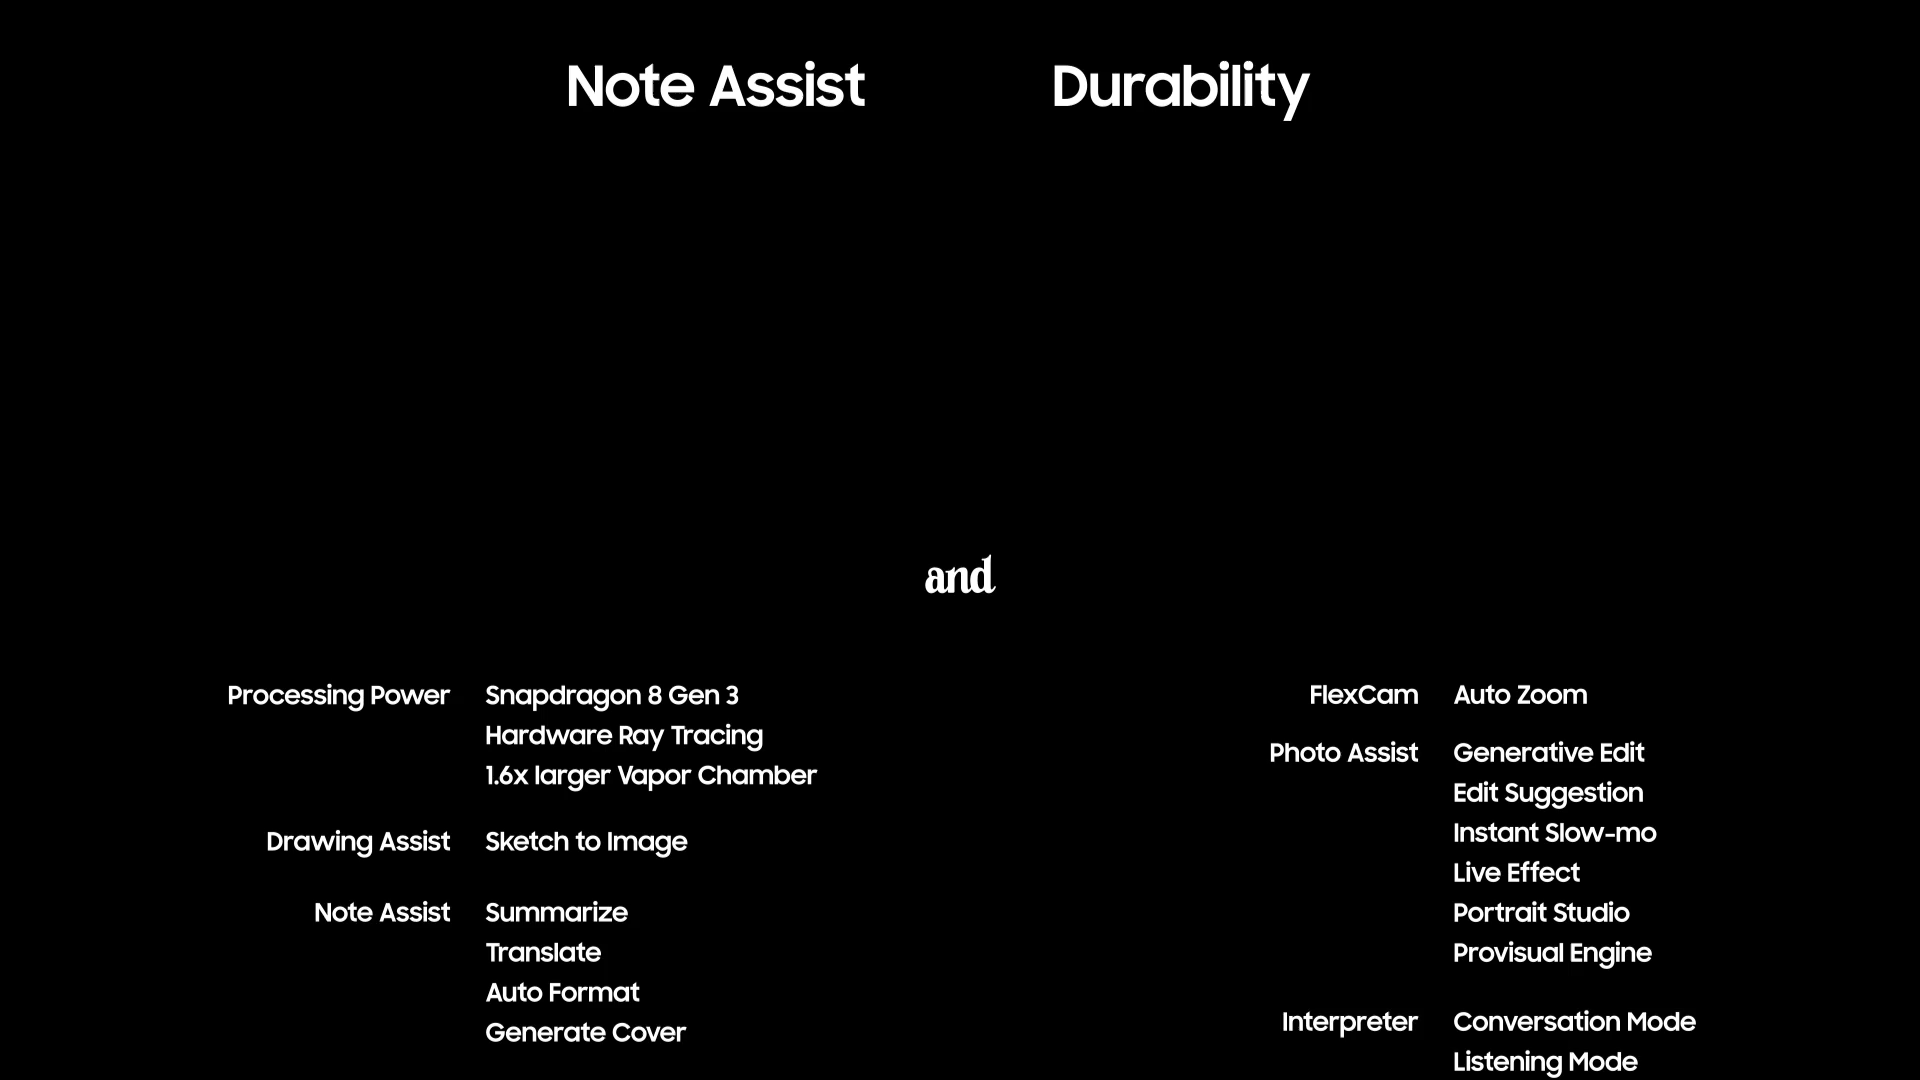 Note Assist
Durability
and
Processing Power
Snapdragon 8 Gen 3
Hardware Ray Tracing
1.6x larger Vapor Chamber
Drawing Assist
Sketch to Image
Note Assist
Summarize
Translate
Auto Format
Generate Cover
FlexCam
Auto Zoom
Photo Assist
Generative Edit
Edit Suggestion
Instant Slow-mo
Live Effect
Portrait Studio
Provisual Engine
Interpreter
Conversation Mode
Listening Mode